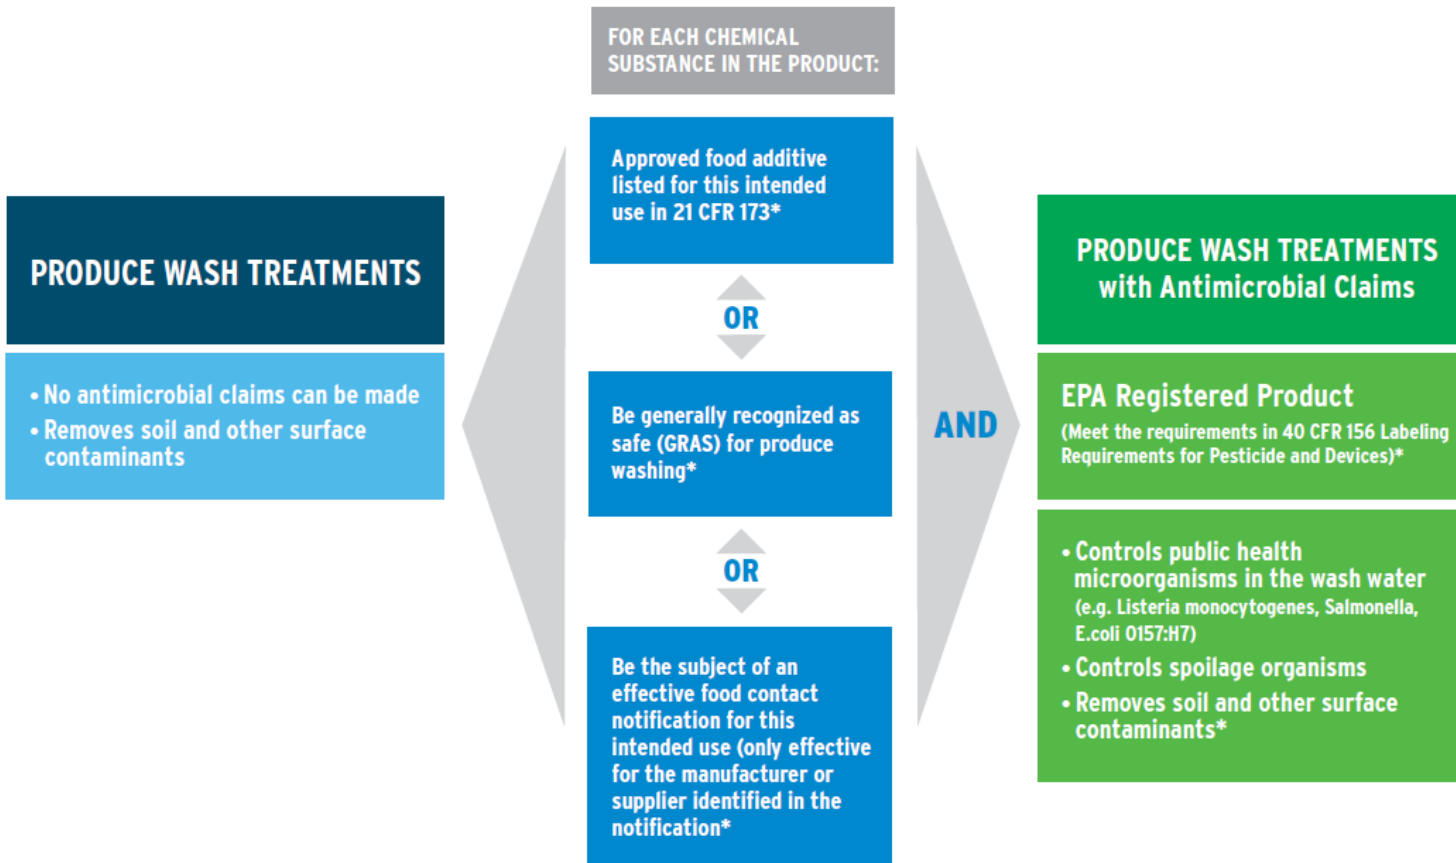 FOR EACH CHEMICAL
SUBSTANCE IN THE PRODUCT:
PRODUCE WASH TREATMENTS
• No antimicrobial claims can be made
• Removes soil and other surface
contaminants
Approved food additive
listed for this intended
use in 21 CFR 173*
OR
Be generally recognized as
safe (GRAS) for produce
washing*
OR
Be the subject of an
effective food contact
notification for this
intended use (only effective
for the manufacturer or
supplier identified in the
notification*
AND
PRODUCE WASH TREATMENTS
with Antimicrobial Claims
EPA Registered Product
(Meet the requirements in 40 CFR 156 Labeling
Requirements for Pesticide and Devices)*
• Controls public health
microorganisms in the wash water
(e.g. Listeria monocytogenes, Salmonella,
E.coli O157:H7)
• Controls spoilage organisms
• Removes soil and other surface
contaminants*